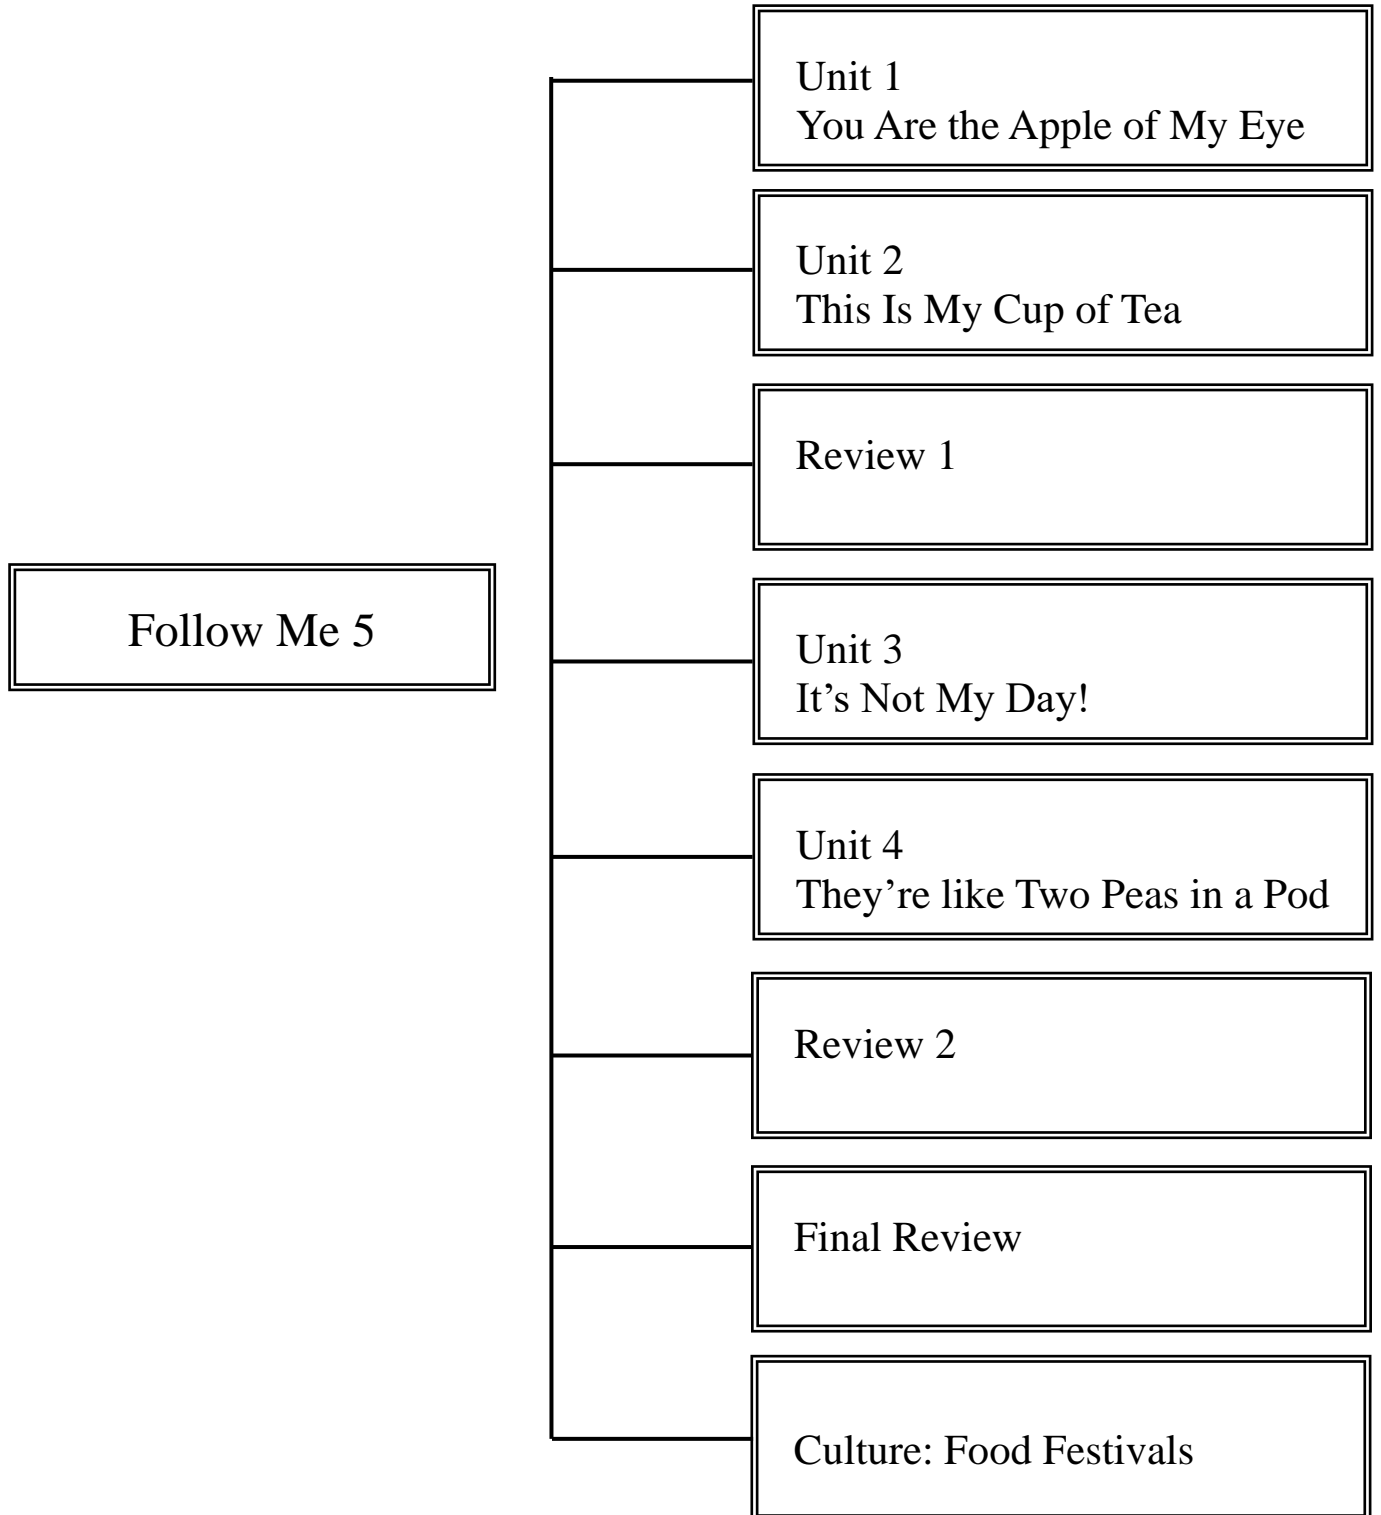 Unit 1
You Are the Apple of My Eye
Unit 2
This Is My Cup of Tea
Review 1
Follow Me 5
Unit 3
It’s Not My Day!
Unit 4
They’re like Two Peas in a Pod
Review 2
Final Review
Culture: Food Festivals